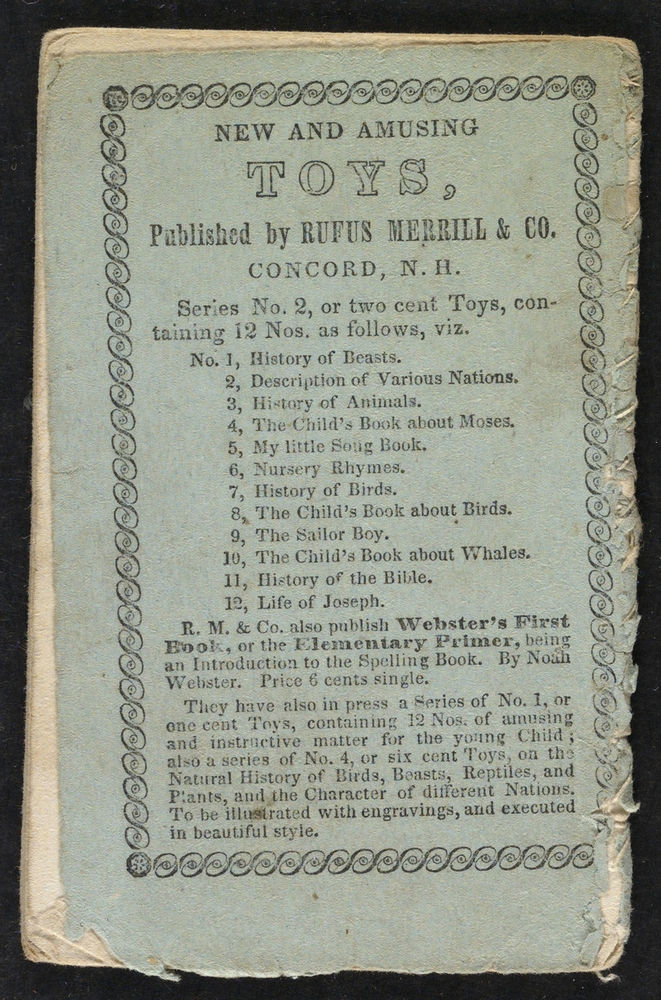 NEW AND AMUSING
TOYS,
Published by RUFUS MERRILL & CO.
CONCORD, N. H.
Series No. 2, or two cent Toys, con-
taining 12 Nos. as follows, viz.
No. 1, History of Beasts.
2, Description of Various Nations.
3, History of Animals.
4, The Child's Book about Moses.
5, My little Song Book.
6, Nursery Rhymes.
7, History of Birds.
8, The Child's Book about Birds.
9, The Sailor Boy.
10, The Child's Book about Whales.
11, History of the Bible.
12, Life of Joseph.
R. M. & Co. also publish Webster's First
Book, or the Elementary Primer, being
an Introduction to the Spelling Book. By Noah
Webster. Price 6 cents single.
They have also in press a Series of No. 1, or
one cent Toys, containing 12 Nos. of amusing
and instructive matter for the young Child;
also a series of No. 4, or six cent Toys, on the
Natural History of Birds, Beasts, Reptiles, and
Plants, and the Character of different Nations.
To be illustrated with engravings, and executed
in beautiful style.